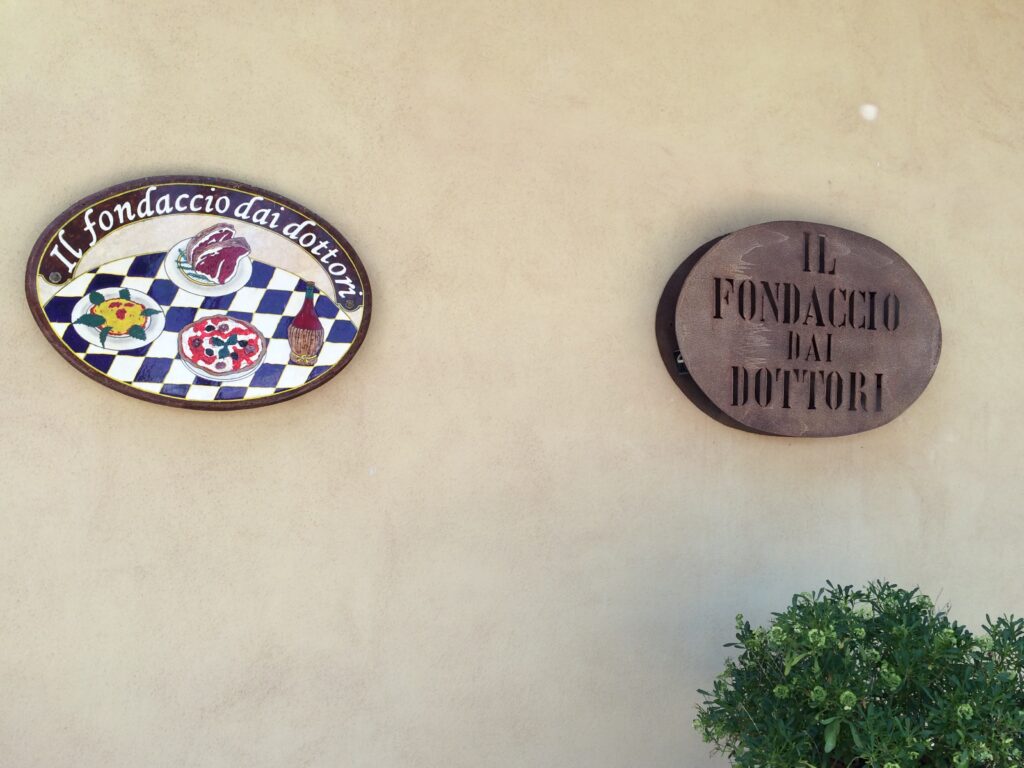 Il fondaccio dai dottori
IL
FONDACCIO
DAI
DOTTORI